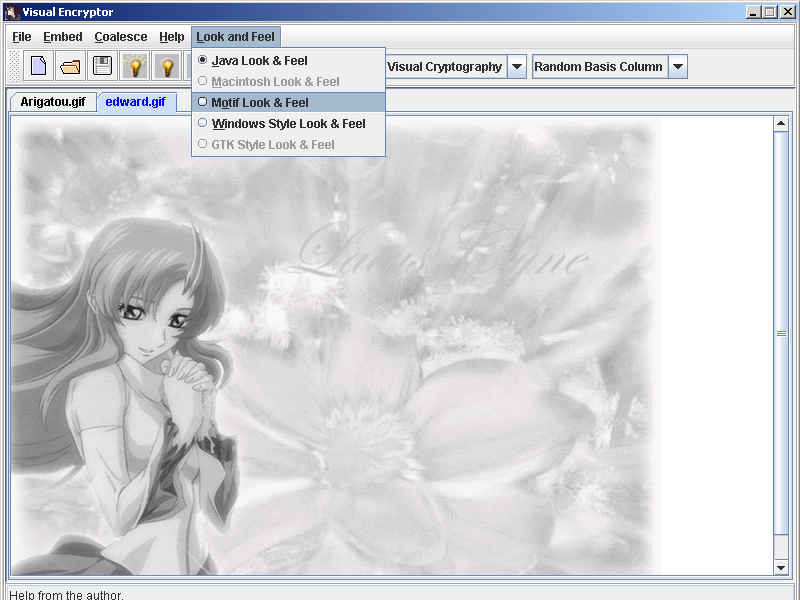 Visual Encryptor
File Embed Coalesce Help Look and Feel
Java Look & Feel
Macintosh Look & Feel
Motif Look & Feel
Windows Style Look & Feel
GTK Style Look & Feel
Visual Cryptography Random Basis Column
Arigatou.gif edward.gif
Lacus Clyne
Help from the author.